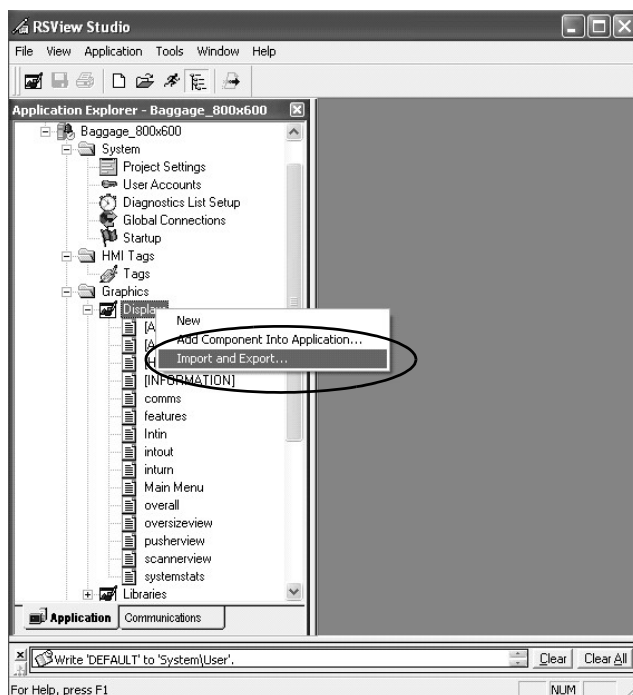 RSView Studio
File View Application Tools Window Help
Application Explorer - Baggage_800x600
Baggage_800x600
System
Project Settings
User Accounts
Diagnostics List Setup
Global Connections
Startup
HMI Tags
Tags
Graphics
Displays
New
[A
Add Component Into Application...
[A
Import and Export...
[H
[INFORMATION]
comms
features
Intin
intout
inturn
Main Menu
overall
oversizeview
pusherview
scannerview
systemstats
Libraries
Application Communications
Write 'DEFAULT' to 'System\User'.
Clear Clear All
For Help, press F1
NUM